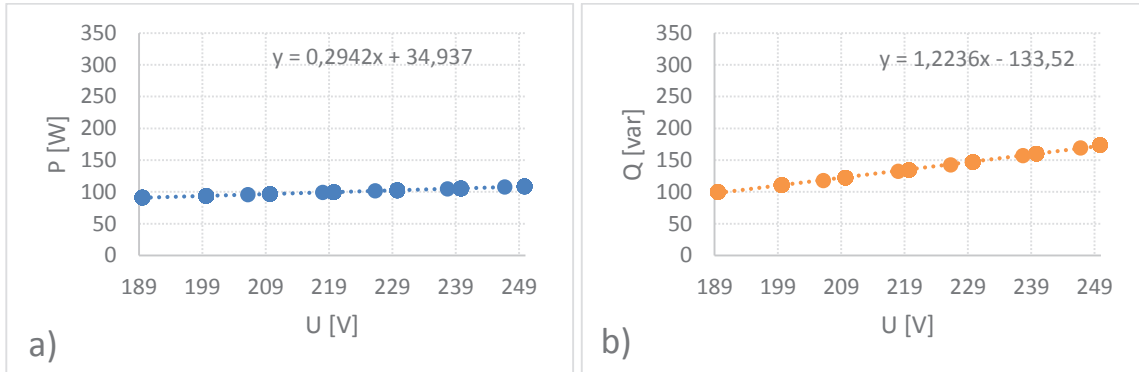 350
300
250
200
150
100
50
0
P [W]
y = 0,2942x + 34,937
189 199 209 219 229 239 249
U [V]
a)
350
300
250
200
150
100
50
0
Q [var]
y = 1,2236x - 133,52
189 199 209 219 229 239 249
U [V]
b)